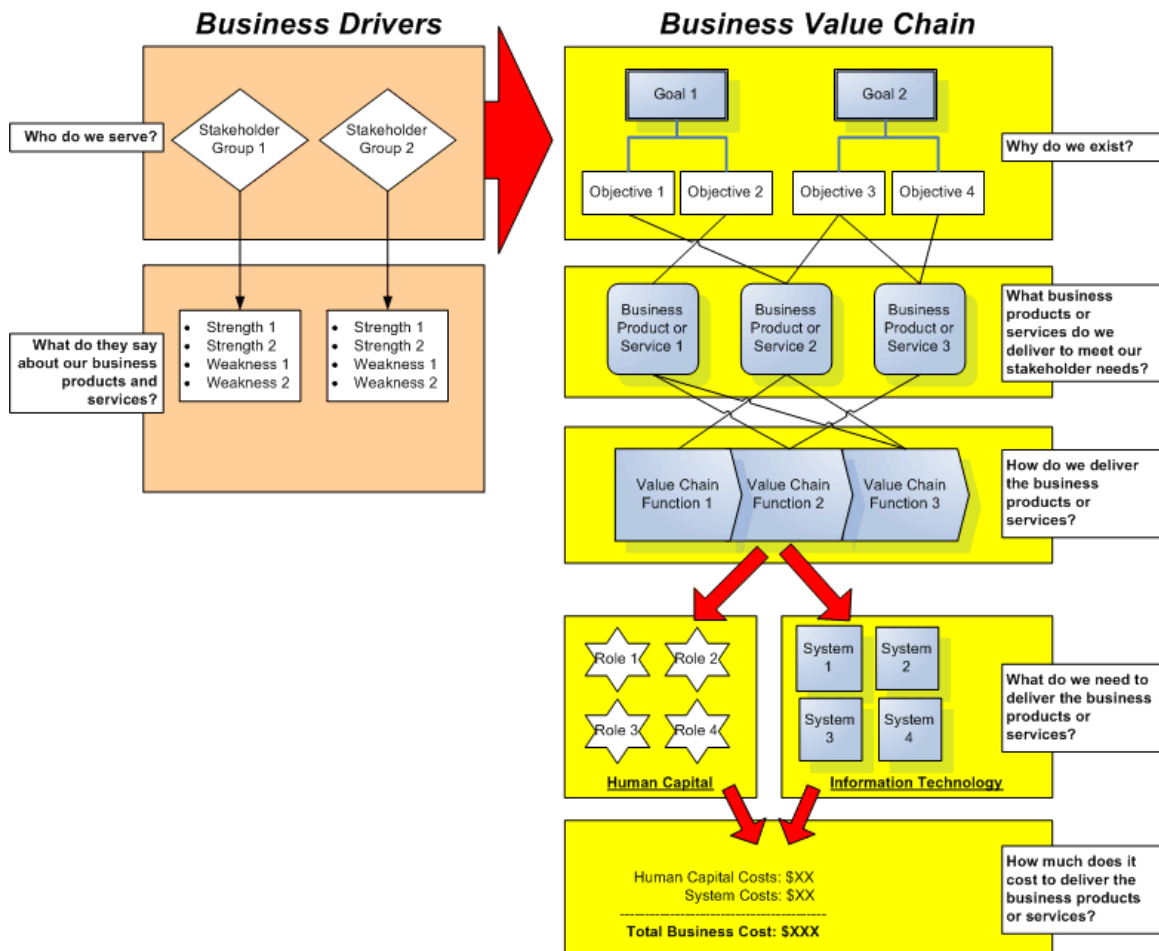 Business Drivers
Who do we serve?
Stakeholder
Group 1
Stakeholder
Group 2
What do they say
about our business
products and
services?
• Strength 1
• Strength 2
• Weakness 1
• Weakness 2
• Strength 1
• Strength 2
• Weakness 1
• Weakness 2
Business Value Chain
Goal 1
Goal 2
Objective 1
Objective 2
Objective 3
Objective 4
Why do we exist?
Business
Product or
Service 1
Business
Product or
Service 2
Business
Product or
Service 3
What business
products or
services do we
deliver to meet our
stakeholder needs?
Value Chain
Function 1
Value Chain
Function 2
Value Chain
Function 3
How do we deliver
the business
products or
services?
Role 1
Role 2
Role 3
Role 4
Human Capital
System
1
System
2
System
3
System
4
Information Technology
What do we need to
deliver the business
products or
services?
Human Capital Costs: $XX
System Costs: $XX
--------------------------------------------
Total Business Cost: $XXX
How much does it
cost to deliver the
business products
or services?